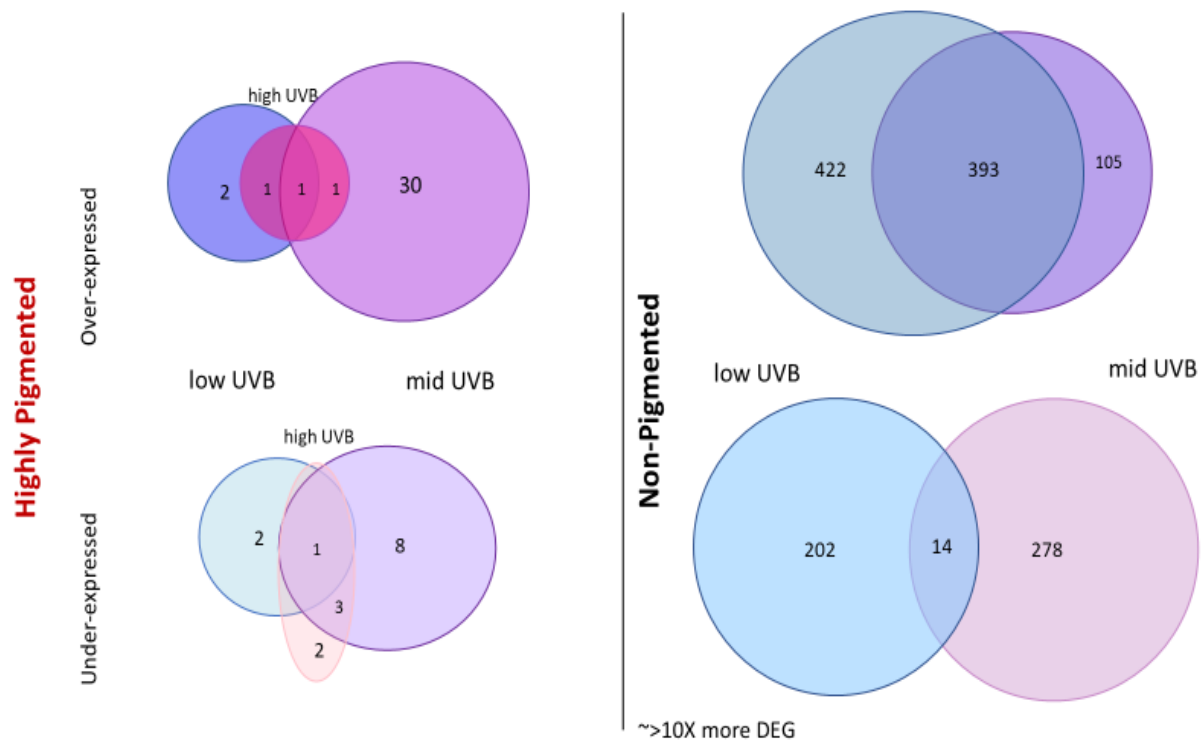 Highly Pigmented
Over-expressed
high UVB
2
1
1
1
30
low UVB
mid UVB
Under-expressed
high UVB
2
1
8
3
2
Non-Pigmented
422
393
105
low UVB
mid UVB
202
14
278
~>10X more DEG